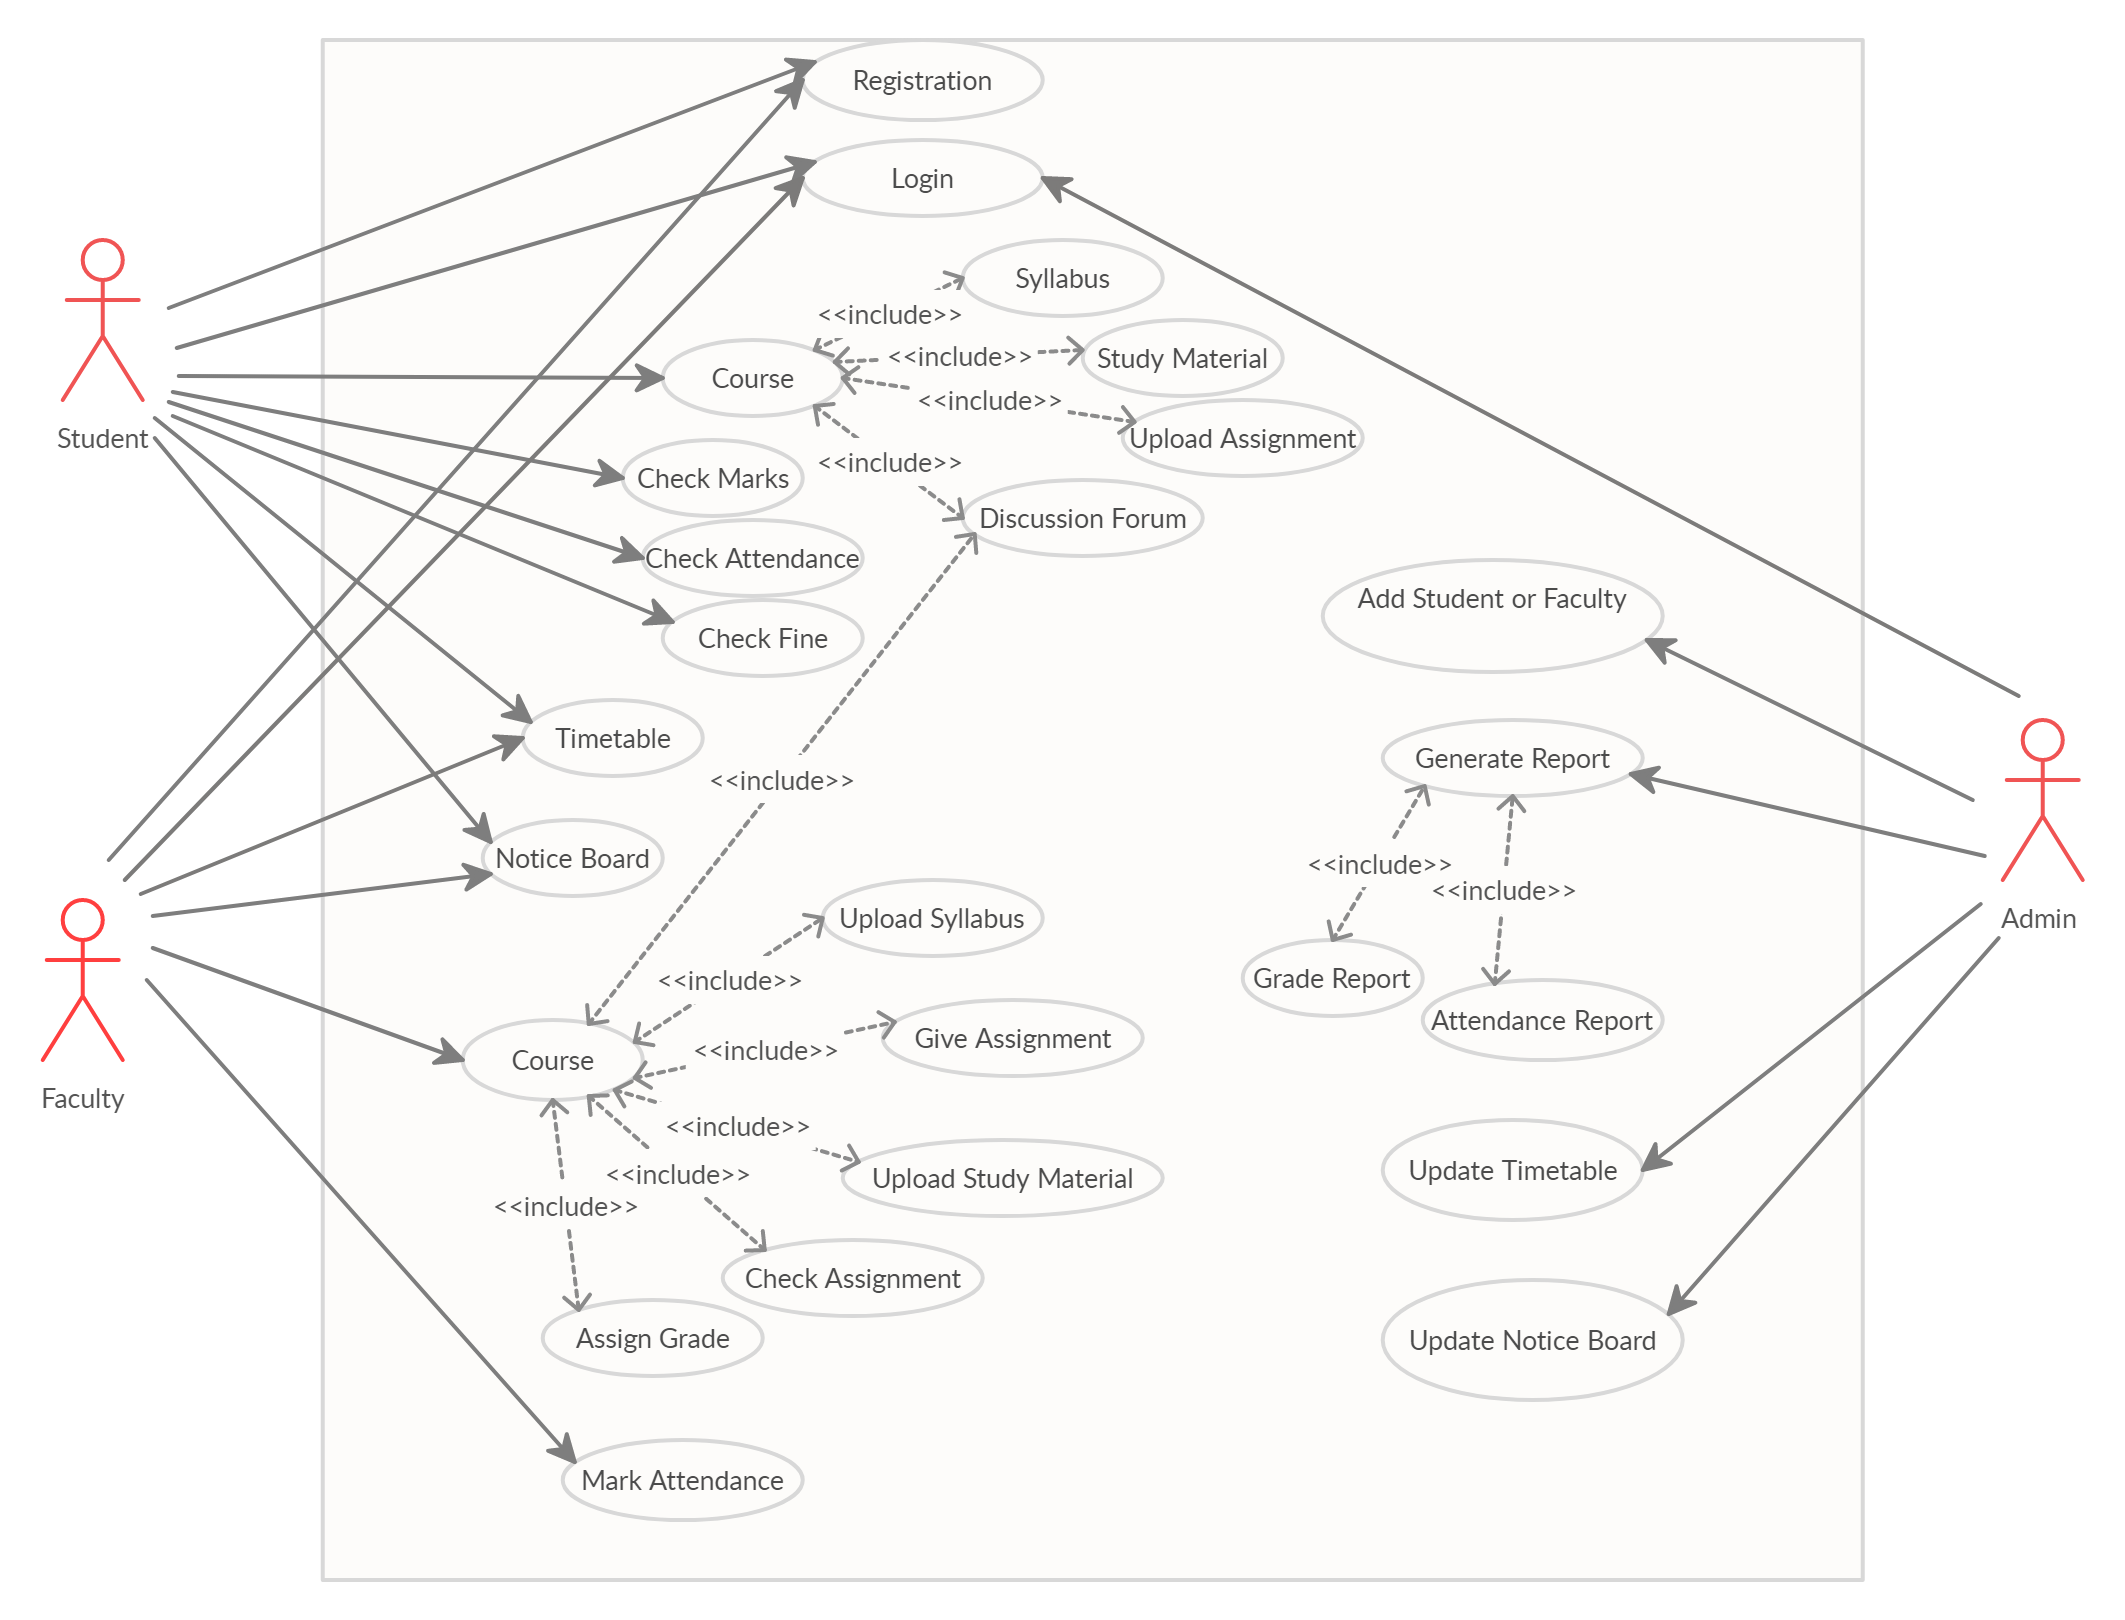 Registration
Login
Syllabus
<<include>>
<<include>>
Study Material
Course
<<include>>
Student
Upload Assignment
<<include>>
Check Marks
Discussion Forum
Check Attendance
Add Student or Faculty
Check Fine
Timetable
Generate Report
<<include>>
Notice Board
<<include>>
<<include>>
Upload Syllabus
Admin
<<include>>
Grade Report
Attendance Report
Give Assignment
<<include>>
Course
Faculty
<<include>>
Update Timetable
<<include>>
Upload Study Material
<<include>>
Check Assignment
Assign Grade
Update Notice Board
Mark Attendance